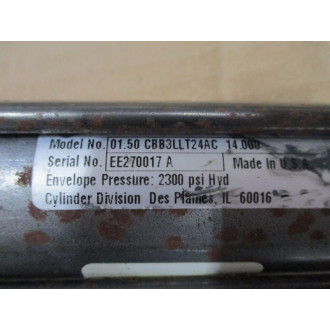 Model No. 01.50 CBB3LLT24AC 14.000
Serial No. EE270017 A Made in U.S.A.
Envelope Pressure: 2300 psi Hyd
Cylinder Division Des Plaines, IL 60016